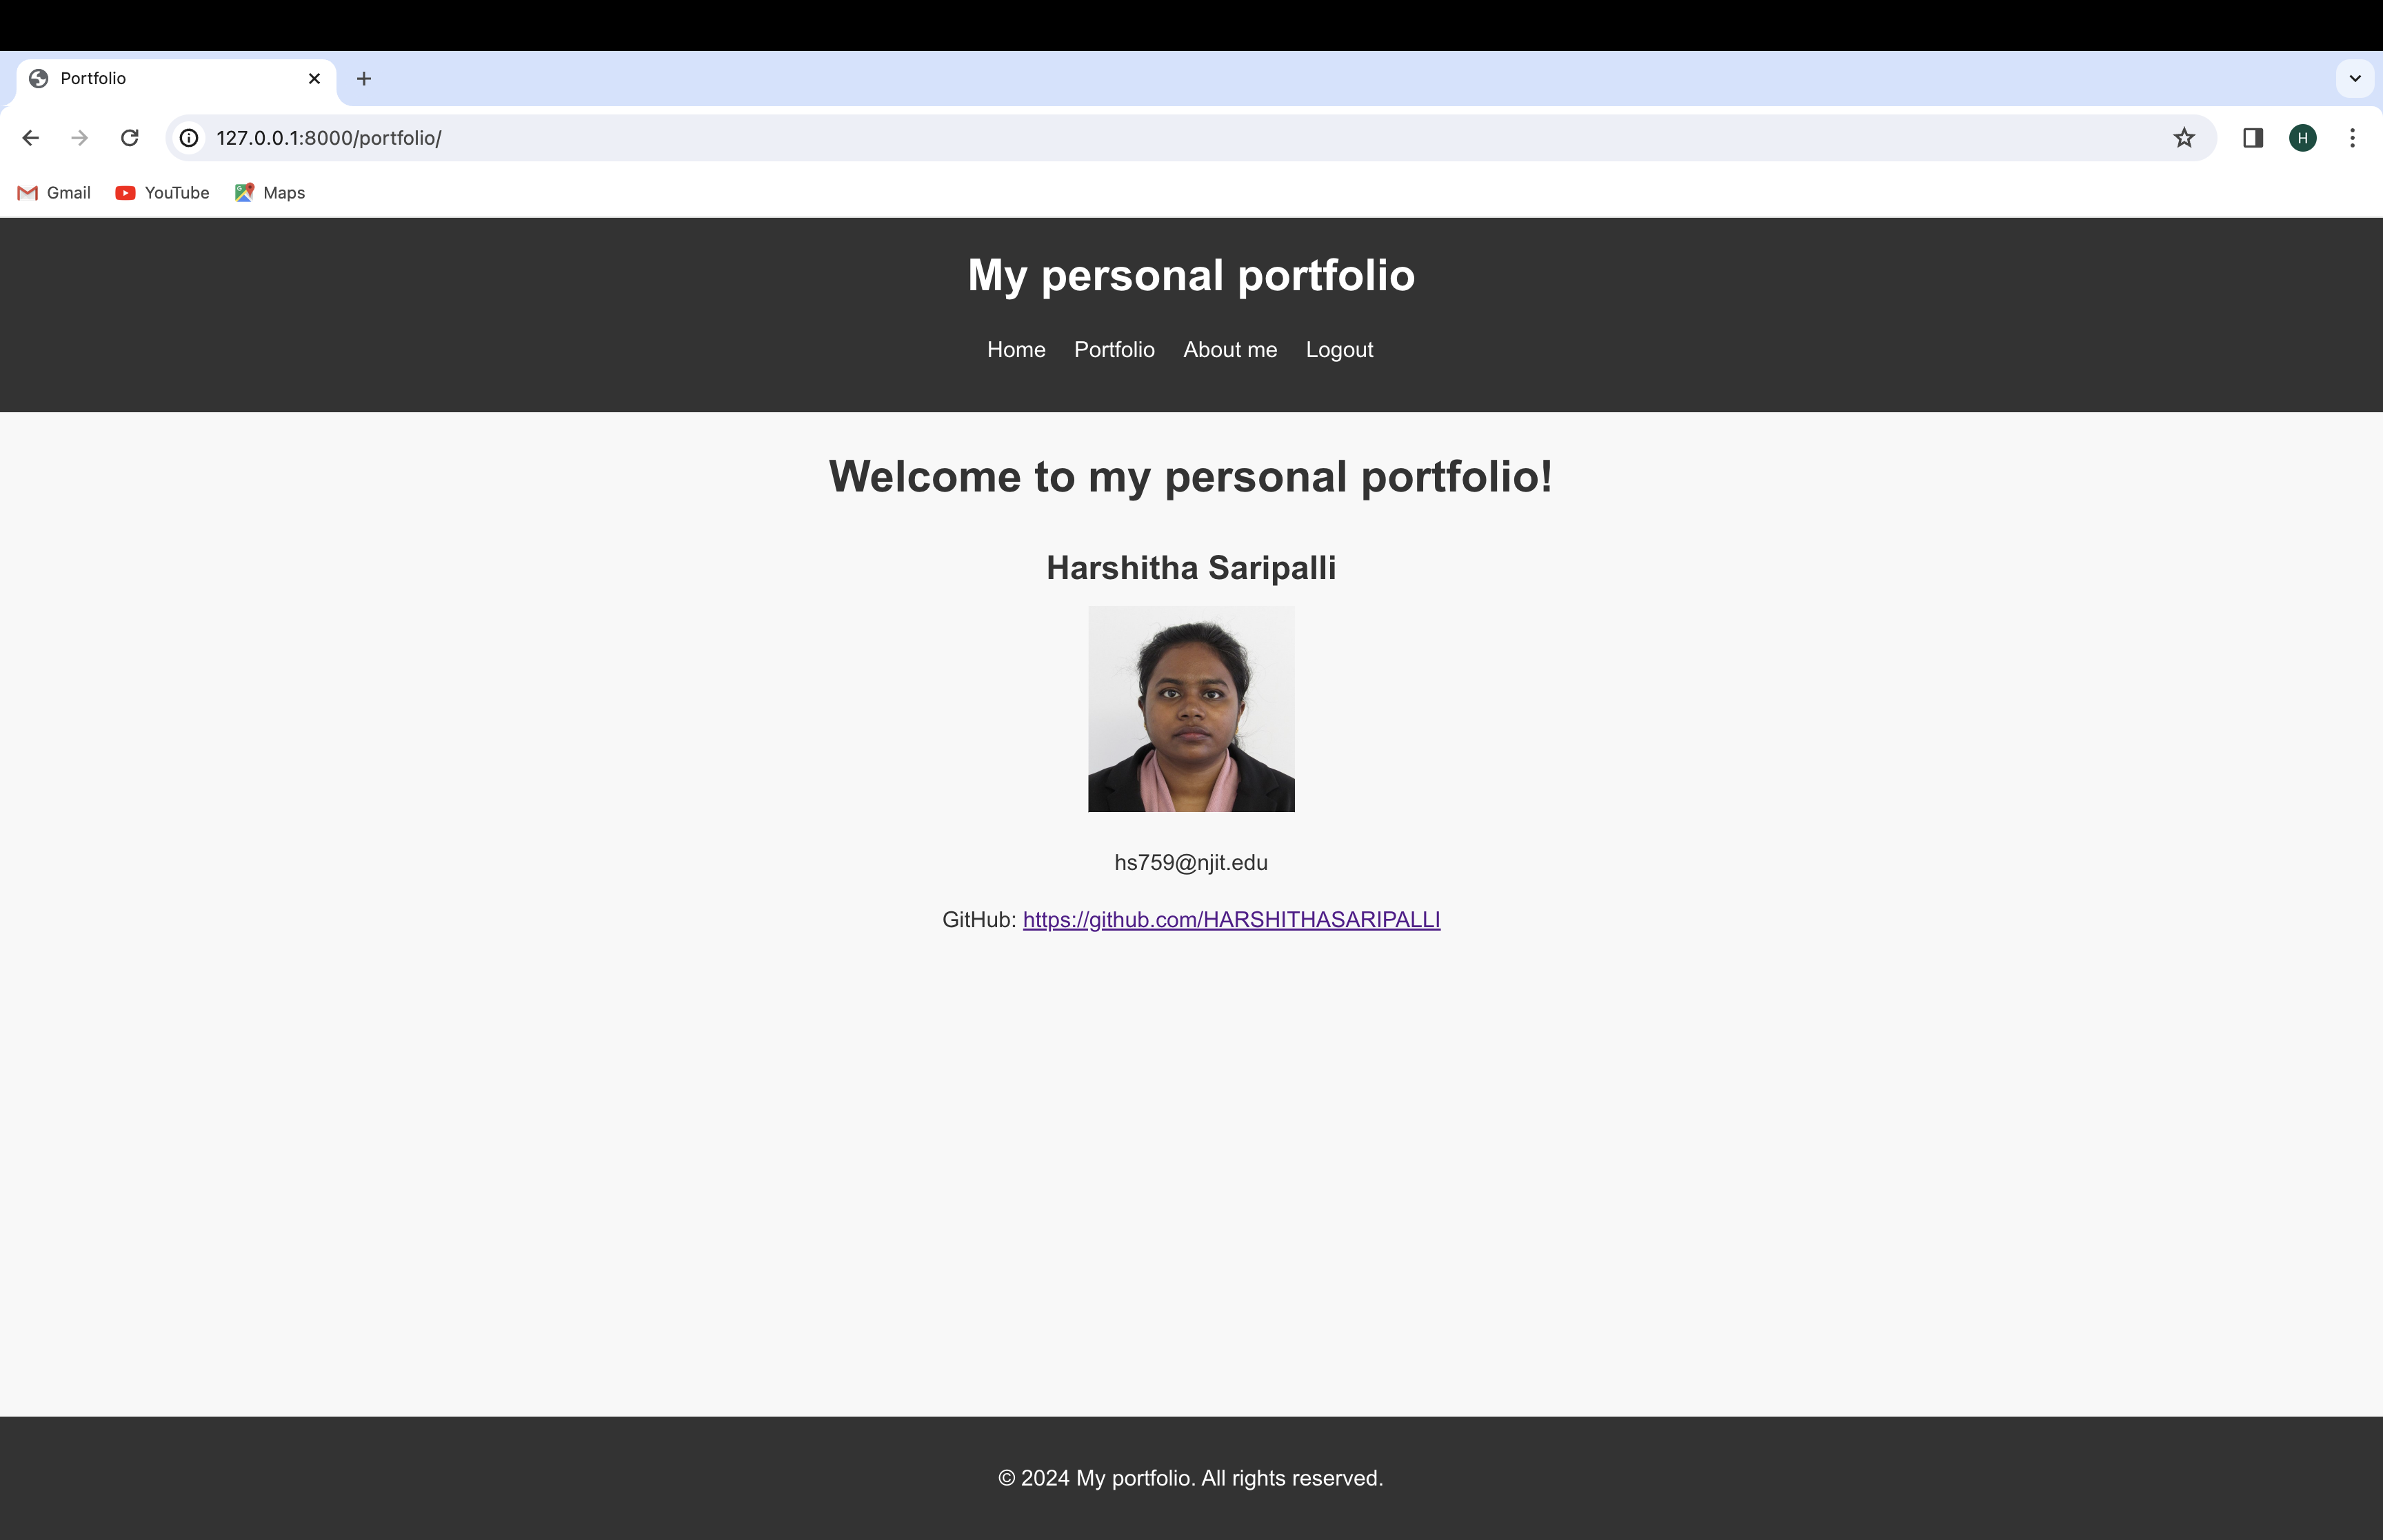 Portfolio
127.0.0.1:8000/portfolio/
H
Gmail YouTube Maps
My personal portfolio
Home Portfolio About me Logout
Welcome to my personal portfolio!
Harshitha Saripalli
hs759@njit.edu
GitHub: https://github.com/HARSHITHASARIPALLI
© 2024 My portfolio. All rights reserved.